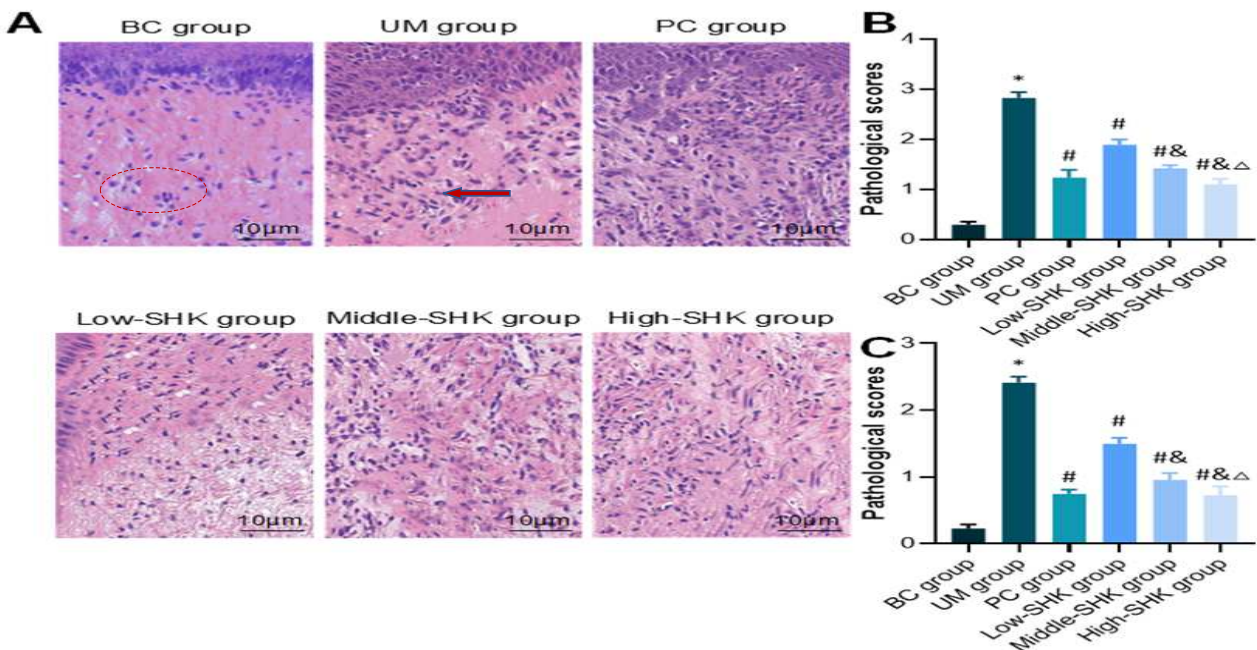 A
BC group
UM group
PC group
10μm
10μm
10μm
Low-SHK group
Middle-SHK group
High-SHK group
10μm
10μm
10μm
B
Pathological scores
4
3
2
1
0
*
#
#
#&
#&△
BC group
UM group
PC group
Low-SHK group
Middle-SHK group
High-SHK group
C
Pathological scores
3
2
1
0
*
#
#
#&
#&△
BC group
UM group
PC group
Low-SHK group
Middle-SHK group
High-SHK group